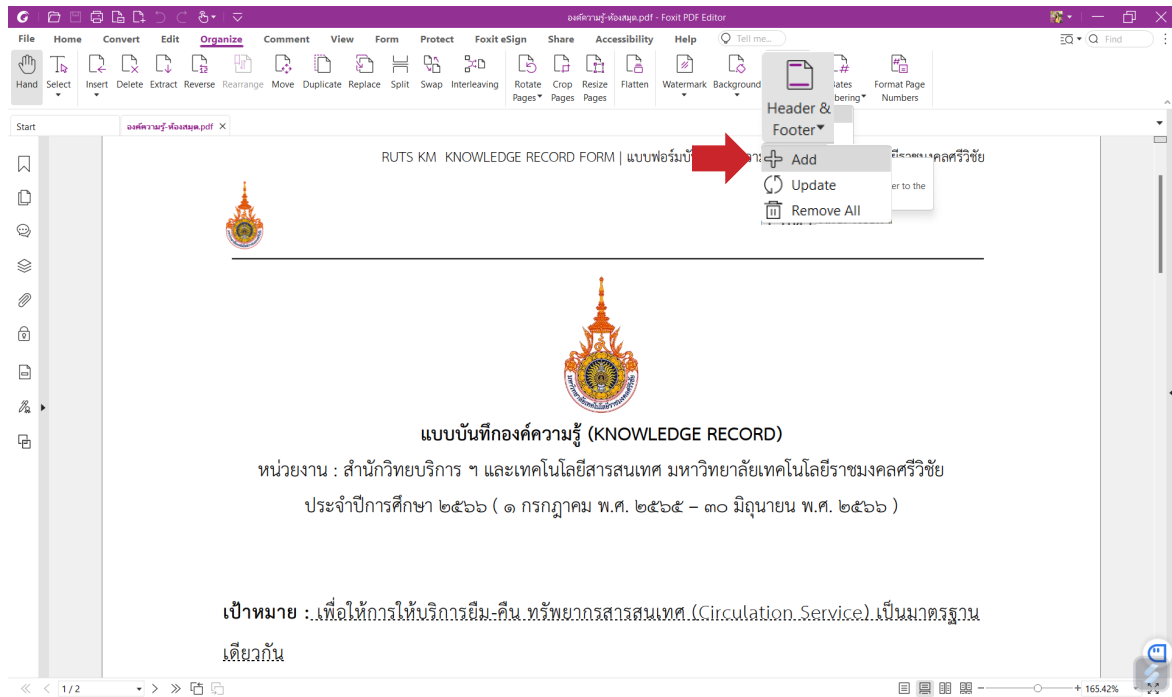 องค์ความรู้-ห้องสมุด.pdf - Foxit PDF Editor
File Home Convert Edit Organize Comment View Form Protect Foxit eSign Share Accessibility Help Tell me... Find
Hand Select Insert Delete Extract Reverse Rearrange Move Duplicate Replace Split Swap Interleaving Rotate Pages Crop Pages Resize Pages Flatten Watermark Background Header & Footer Format Page Numbers
Start องค์ความรู้-ห้องสมุด.pdf
Add
Update
Remove All
er to the
RUTS KM KNOWLEDGE RECORD FORM | แบบฟอร์ม
คลศรีวิชัย
แบบบันทึกองค์ความรู้ (KNOWLEDGE RECORD)
หน่วยงาน : สำนักวิทยบริการ ฯ และเทคโนโลยีสารสนเทศ มหาวิทยาลัยเทคโนโลยีราชมงคลศรีวิชัย
ประจำปีการศึกษา ๒๕๖๖ ( ๑ กรกฎาคม พ.ศ. ๒๕๖๕ – ๓๐ มิถุนายน พ.ศ. ๒๕๖๖ )
เป้าหมาย : เพื่อให้การให้บริการยืม-คืน ทรัพยากรสารสนเทศ (Circulation Service) เป็นมาตรฐาน
เดียวกัน
1/2
165.42%